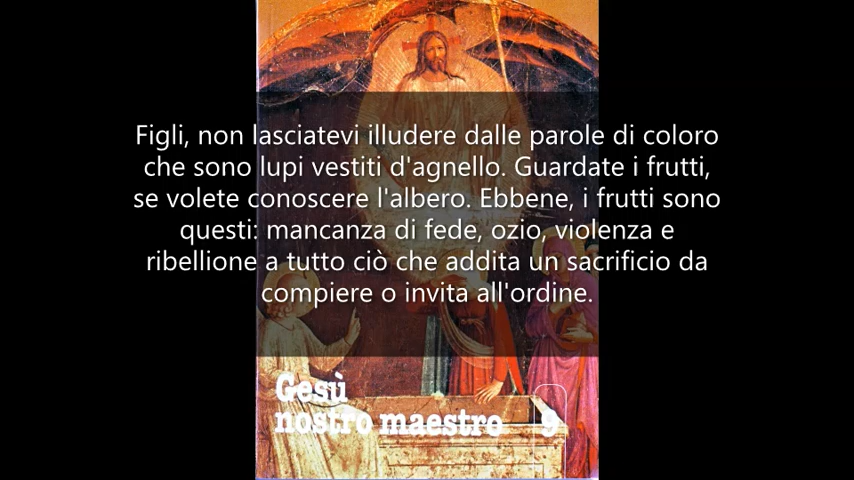 Figli, non lasciatevi illudere dalle parole di coloro
che sono lupi vestiti d'agnello. Guardate i frutti,
se volete conoscere l'albero. Ebbene, i frutti sono
questi: mancanza di fede, ozio, violenza e
ribellione a tutto ciò che addita un sacrificio da
compiere o invita all'ordine.
Gesù
nostro maestro 9